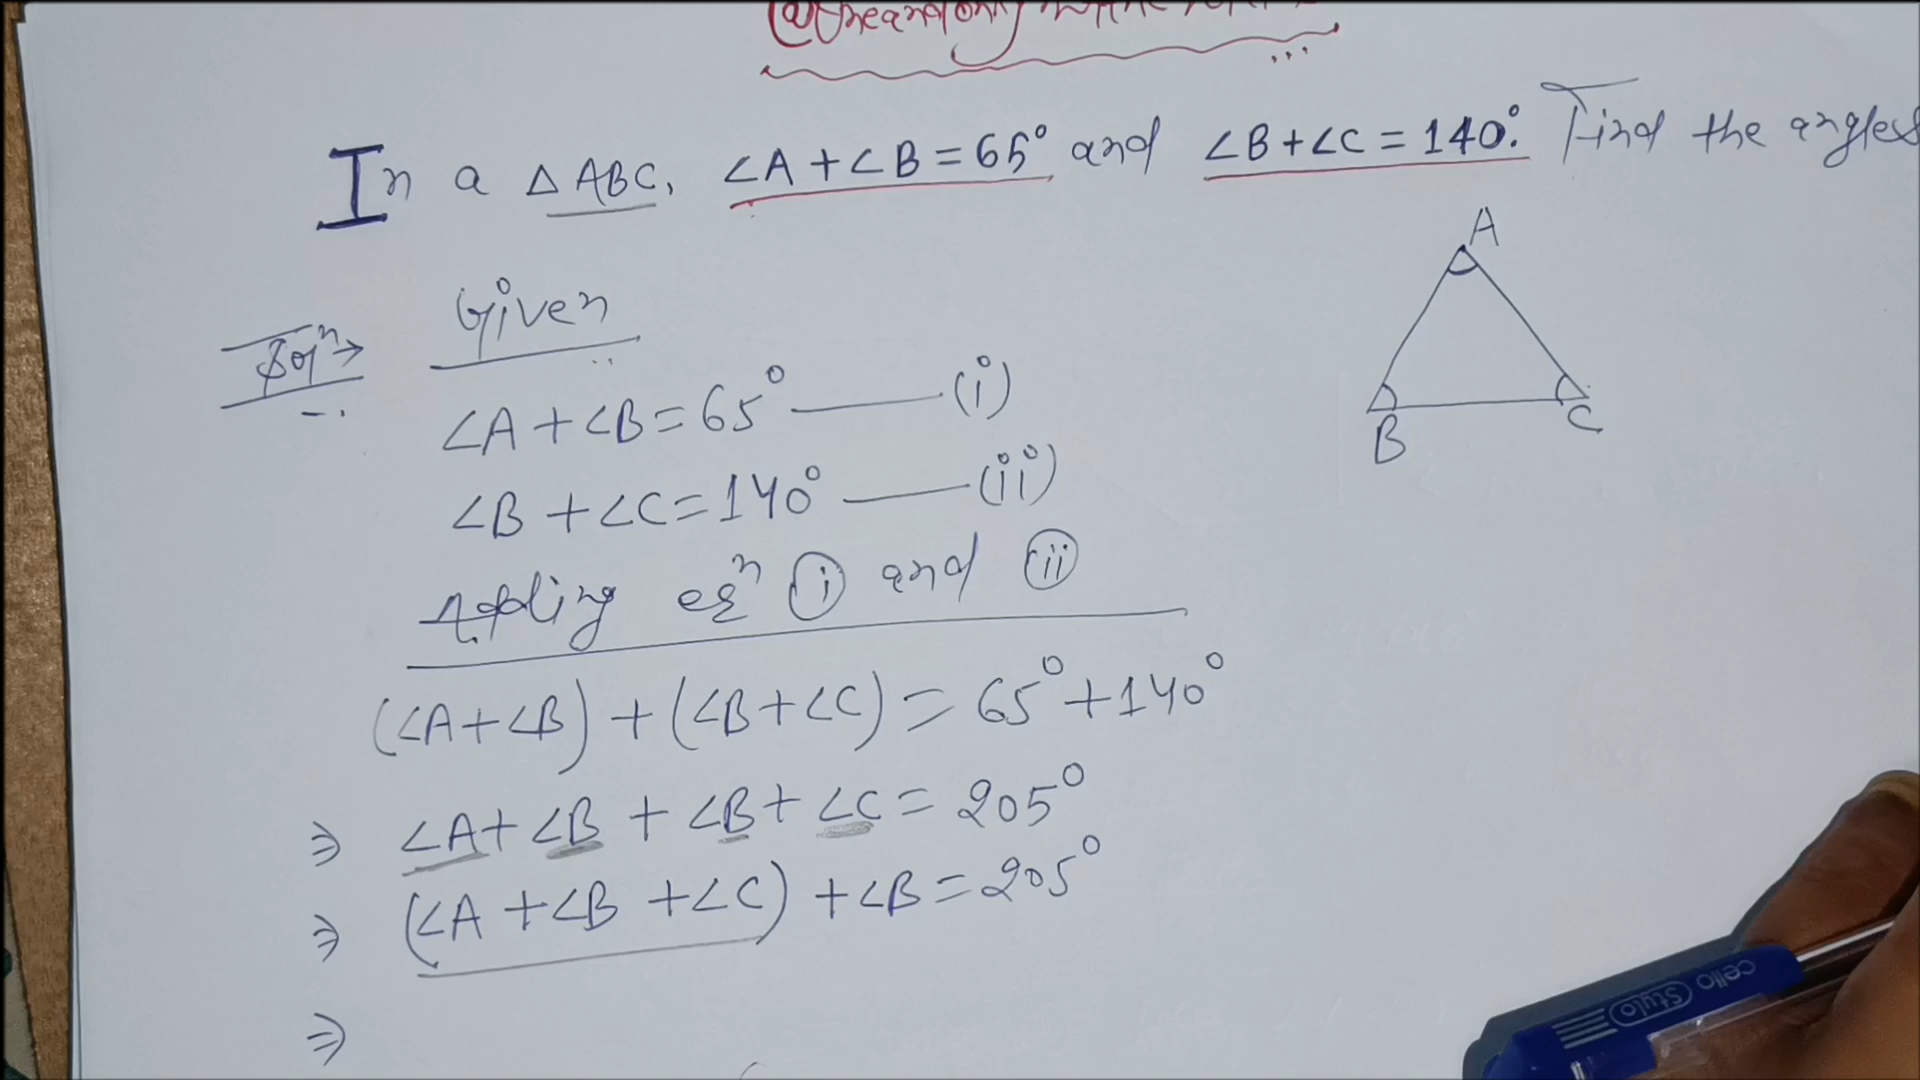 In a △ABC, ∠A+∠B=65° and ∠B+∠C=140°. Find the angles
A
B
C
Solⁿ→
Given
∠A+∠B=65° —— (i)
∠B+∠C=140° —— (ii)
eqⁿ (i) and (ii)
(∠A+∠B)+(∠B+∠C)=65°+140°
⇒ ∠A+∠B+∠B+∠C=205°
⇒ (∠A+∠B+∠C)+∠B=205°
⇒
cello Stylo